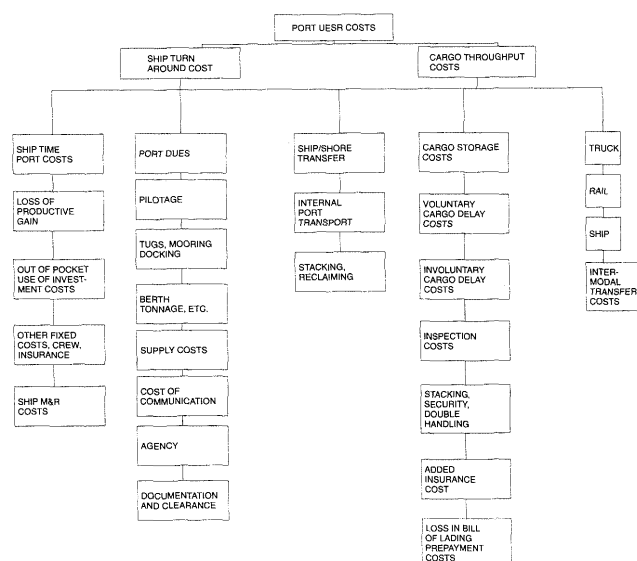 PORT UESR COSTS
SHIP TURN
AROUND COST
CARGO THROUGHPUT
COSTS
SHIP TIME
PORT COSTS
LOSS OF
PRODUCTIVE
GAIN
OUT OF POCKET
USE OF INVEST-
MENT COSTS
OTHER FIXED
COSTS, CREW,
INSURANCE
SHIP M&R
COSTS
PORT DUES
PILOTAGE
TUGS, MOORING
DOCKING
BERTH
TONNAGE, ETC.
SUPPLY COSTS
COST OF
COMMUNICATION
AGENCY
DOCUMENTATION
AND CLEARANCE
SHIP/SHORE
TRANSFER
INTERNAL
PORT
TRANSPORT
STACKING,
RECLAIMING
CARGO STORAGE
COSTS
VOLUNTARY
CARGO DELAY
COSTS
INVOLUNTARY
CARGO DELAY
COSTS
INSPECTION
COSTS
STACKING,
SECURITY,
DOUBLE
HANDLING
ADDED
INSURANCE
COST
LOSS IN BILL
OF LADING
PREPAYMENT
COSTS
TRUCK
RAIL
SHIP
INTER-
MODAL TRANSFER
COSTS